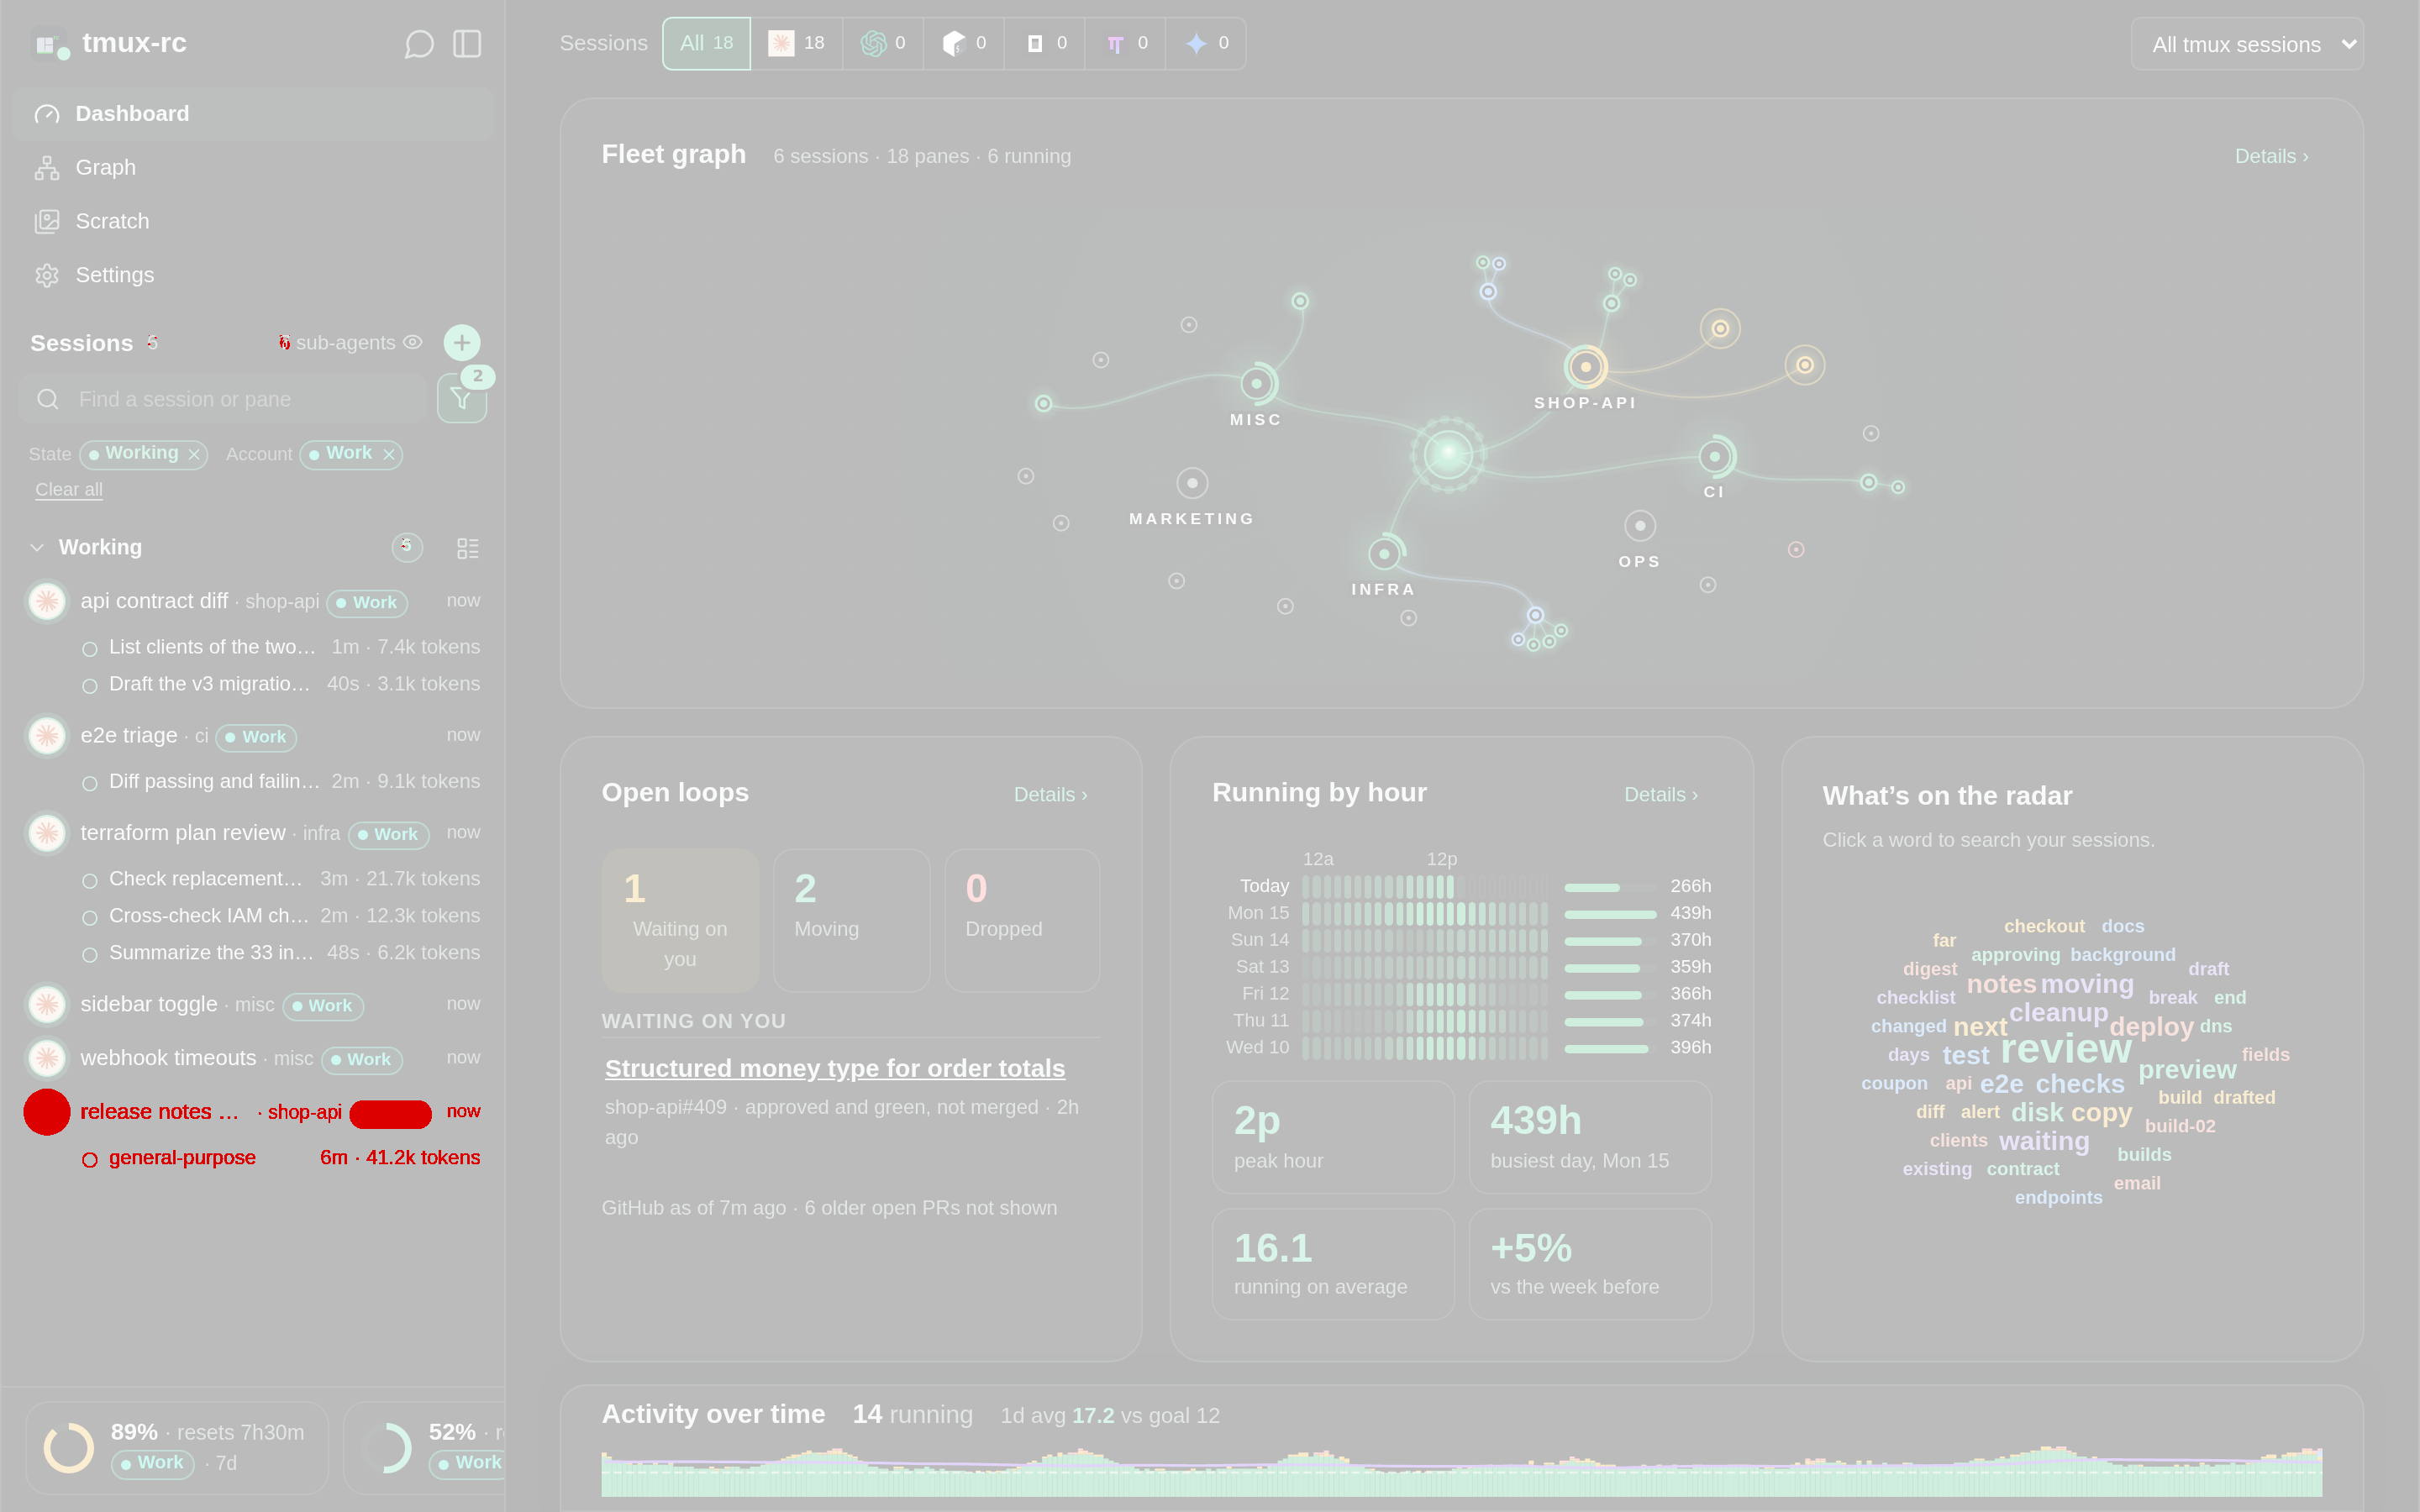 tmux-rc
Dashboard
Graph
Scratch
Settings
Sessions
sub-agents
Find a session or pane
2
State Working Account Work
Clear all
Working
api contract diff · shop-api Work now
List clients of the two… 1m · 7.4k tokens
Draft the v3 migratio… 40s · 3.1k tokens
e2e triage · ci Work now
Diff passing and failin… 2m · 9.1k tokens
terraform plan review · infra Work now
Check replacement… 3m · 21.7k tokens
Cross-check IAM ch… 2m · 12.3k tokens
Summarize the 33 in… 48s · 6.2k tokens
sidebar toggle · misc Work now
webhook timeouts · misc Work now
release notes … · shop-api now
general-purpose 6m · 41.2k tokens
89% · resets 7h30m
Work · 7d
52% ·
Work
Sessions All 18 18 0 0 0 0 0
All tmux sessions
Fleet graph 6 sessions · 18 panes · 6 running Details ›
MISC
SHOP-API
MARKETING
CI
OPS
INFRA
Open loops Details ›
1
Waiting on
you
2
Moving
0
Dropped
WAITING ON YOU
Structured money type for order totals
shop-api#409 · approved and green, not merged · 2h
ago
GitHub as of 7m ago · 6 older open PRs not shown
Running by hour Details ›
12a 12p
Today 266h
Mon 15 439h
Sun 14 370h
Sat 13 359h
Fri 12 366h
Thu 11 374h
Wed 10 396h
2p
peak hour
439h
busiest day, Mon 15
16.1
running on average
+5%
vs the week before
What’s on the radar
Click a word to search your sessions.
checkout docs
far approving background
digest notes moving draft
checklist cleanup break end
changed next deploy dns
days test review preview fields
coupon api e2e checks
build drafted
diff alert disk copy
build-02
clients waiting
builds
existing contract
email
endpoints
Activity over time 14 running 1d avg 17.2 vs goal 12